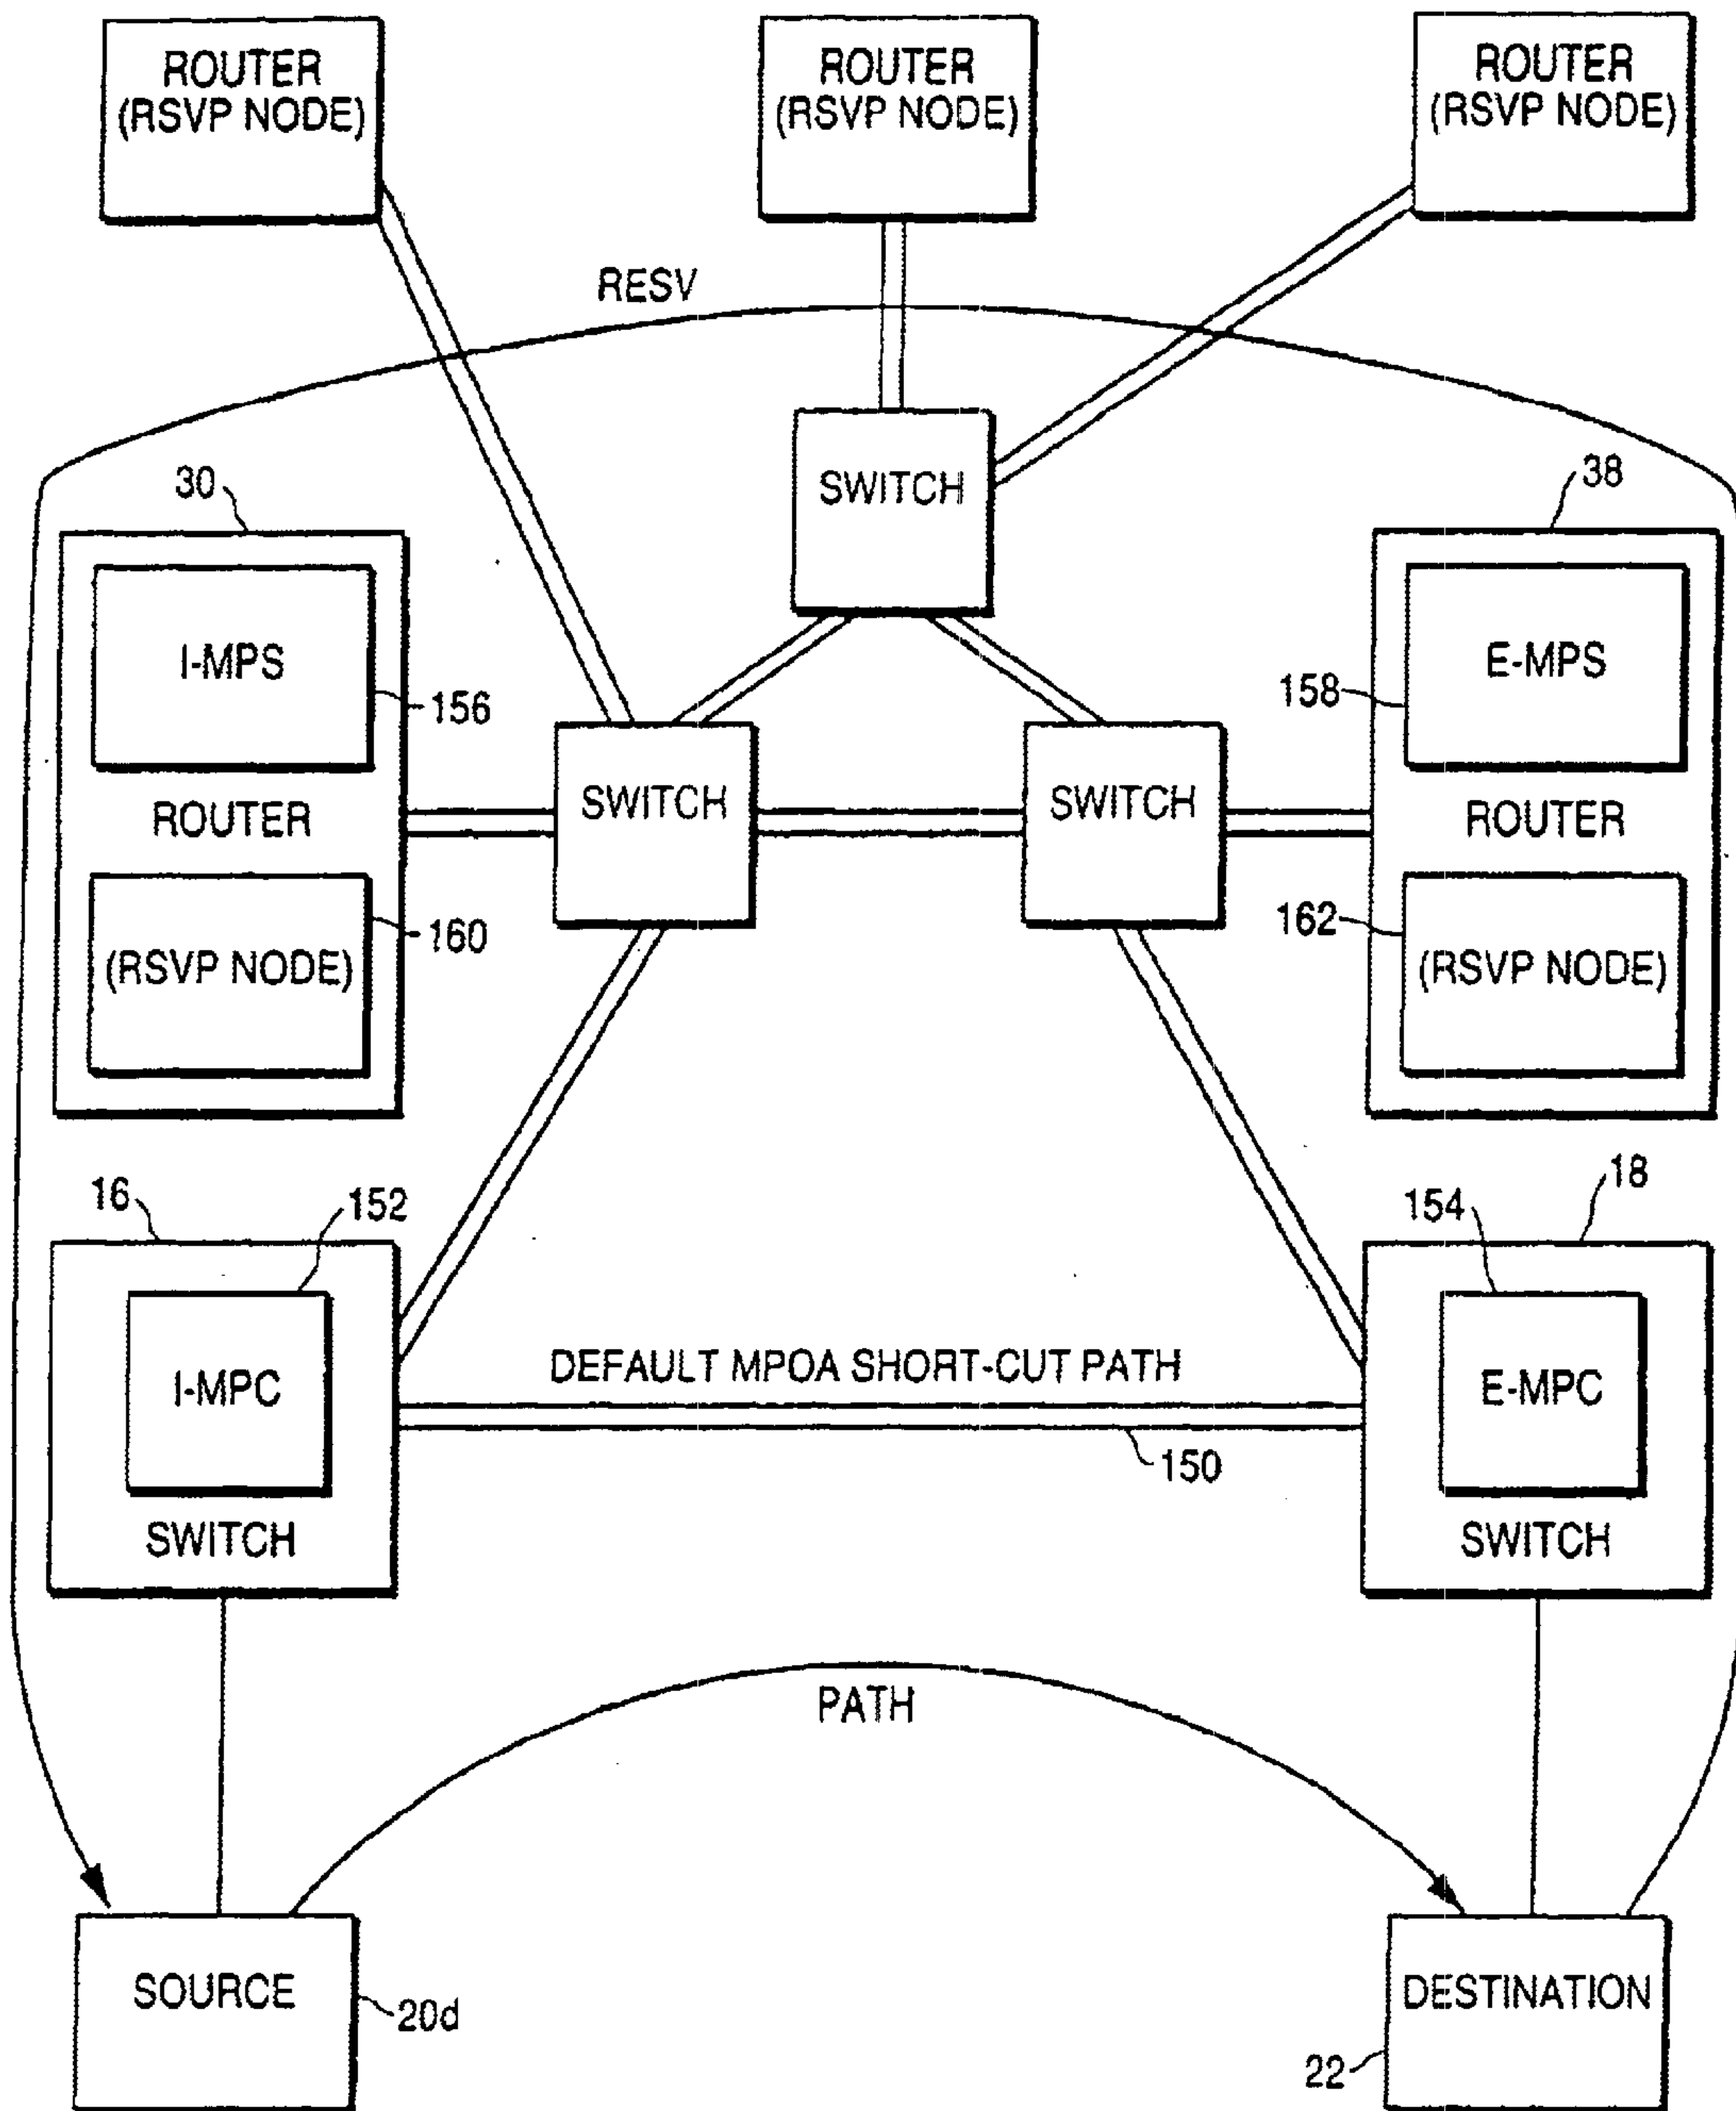 ROUTER
(RSVP NODE)
ROUTER
(RSVP NODE)
ROUTER
(RSVP NODE)
RESV
SWITCH
30
38
I-MPS
156
ROUTER
160
(RSVP NODE)
SWITCH
SWITCH
E-MPS
158
ROUTER
162
(RSVP NODE)
16
152
I-MPC
SWITCH
DEFAULT MPOA SHORT-CUT PATH
150
154
18
E-MPC
SWITCH
PATH
SOURCE
20d
DESTINATION
22